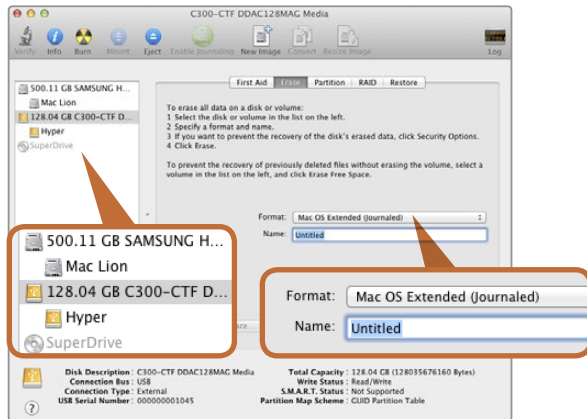 C300-CTF DDAC128MAG Media
Verify Info Burn Mount Eject Enable Journaling New Image Convert Resize Image Log
First Aid Erase Partition RAID Restore
500.11 GB SAMSUNG H...
Mac Lion
128.04 GB C300-CTF D...
Hyper
SuperDrive
To erase all data on a disk or volume:
1 Select the disk or volume in the list on the left.
2 Specify a format and name.
3 If you want to prevent the recovery of the disk's erased data, click Security Options.
4 Click Erase.
To prevent the recovery of previously deleted files without erasing the volume, select a
volume in the list on the left, and click Erase Free Space.
Format: Mac OS Extended (Journaled)
Name: Untitled
500.11 GB SAMSUNG H...
Mac Lion
128.04 GB C300-CTF D...
Hyper
SuperDrive
Format: Mac OS Extended (Journaled)
Name: Untitled
Disk Description : C300-CTF DDAC128MAG Media
Connection Bus : USB
Connection Type : External
USB Serial Number : 000000001045
Total Capacity : 128.04 GB (128035676160 Bytes)
Write Status : Read/Write
S.M.A.R.T. Status : Not Supported
Partition Map Scheme : GUID Partition Table
?